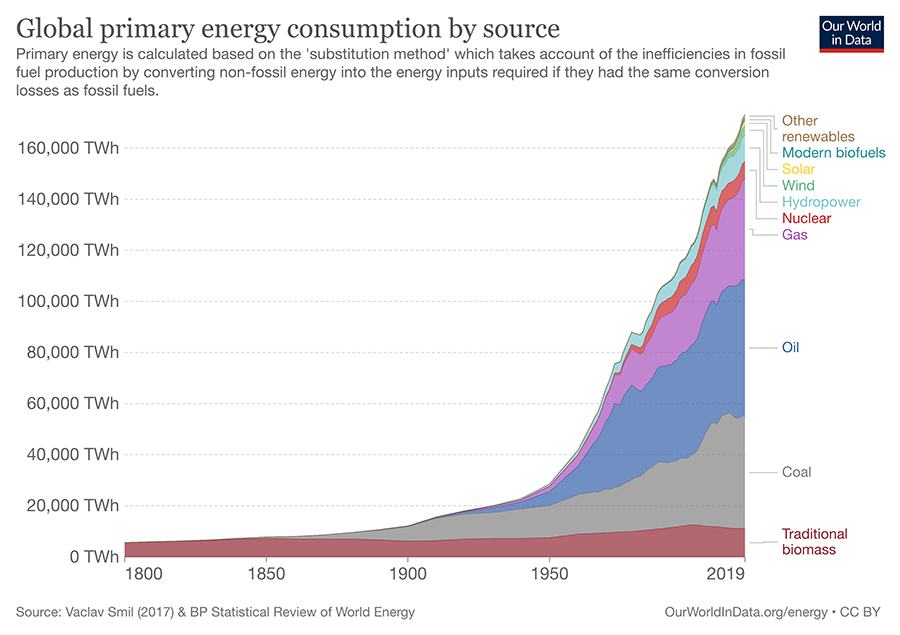 Global primary energy consumption by source
Our World
in Data
Primary energy is calculated based on the 'substitution method' which takes account of the inefficiencies in fossil
fuel production by converting non-fossil energy into the energy inputs required if they had the same conversion
losses as fossil fuels.
160,000 TWh
140,000 TWh
120,000 TWh
100,000 TWh
80,000 TWh
60,000 TWh
40,000 TWh
20,000 TWh
0 TWh
1800
1850
1900
1950
2019
Other
renewables
Modern biofuels
Solar
Wind
Hydropower
Nuclear
Gas
Oil
Coal
Traditional
biomass
Source: Vaclav Smil (2017) & BP Statistical Review of World Energy
OurWorldInData.org/energy • CC BY